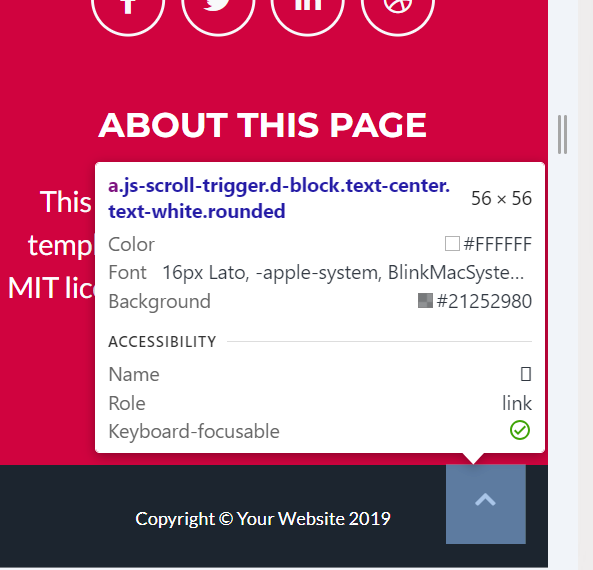 ABOUT THIS PAGE
a.js-scroll-trigger.d-block.text-center.
text-white.rounded
56 × 56
This
Color #FFFFFF
templ
Font 16px Lato, -apple-system, BlinkMacSyste...
MIT lice
Background #21252980
ACCESSIBILITY
Name
Role link
Keyboard-focusable
Copyright © Your Website 2019